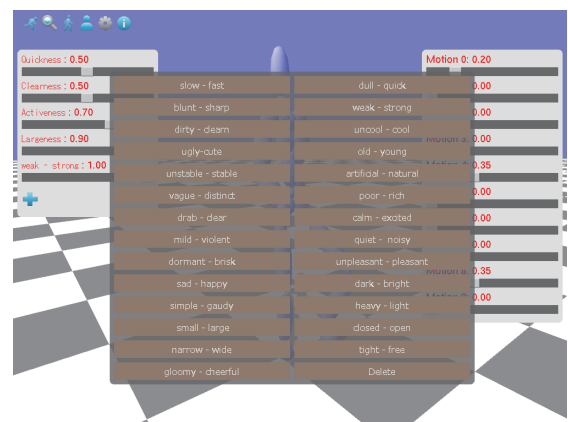 Quickness : 0.50
Clearness : 0.50
Activeness : 0.70
Largeness : 0.90
weak - strong : 1.00
slow - fast
dull - quick
blunt - sharp
weak - strong
dirty - clearn
uncool - cool
ugly-cute
old - young
unstable - stable
artificial - natural
vague - distinct
poor - rich
drab - clear
calm - excited
mild - violent
quiet - noisy
dormant - brisk
unpleasant - pleasant
sad - happy
dark - bright
simple - gaudy
heavy - light
small - large
closed - open
narrow - wide
tight - free
gloomy - cheerful
Delete
Motion 0: 0.20
0.00
0.00
0.00
0.35
0.00
0.00
0.00
0.35
0.00